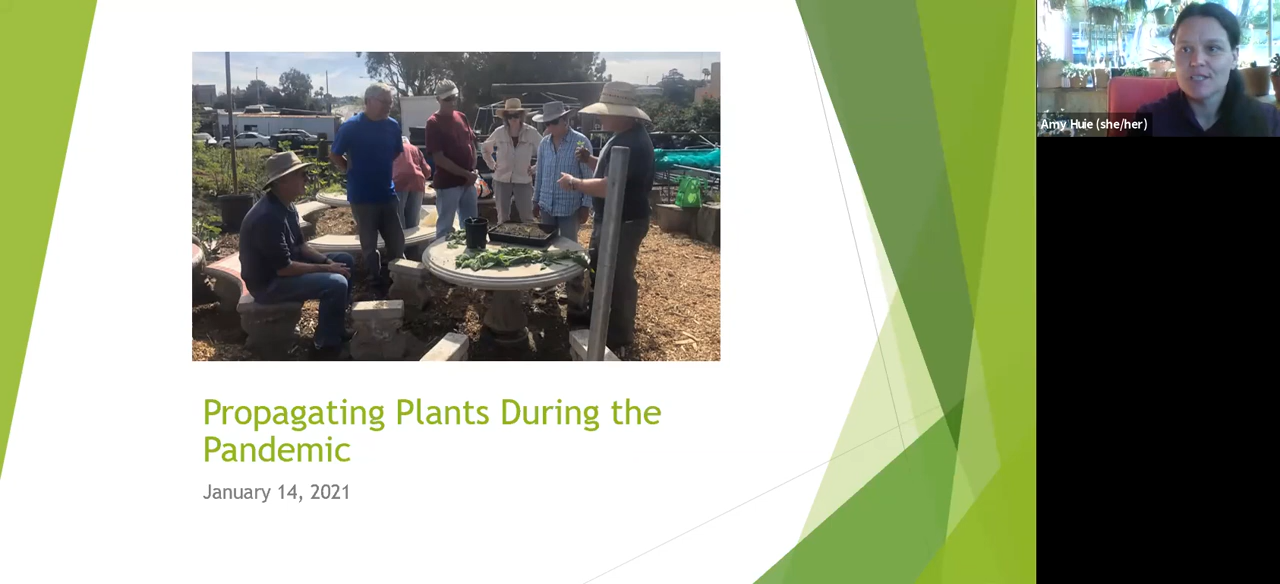 Amy Huie (she/her)
Propagating Plants During the
Pandemic
January 14, 2021